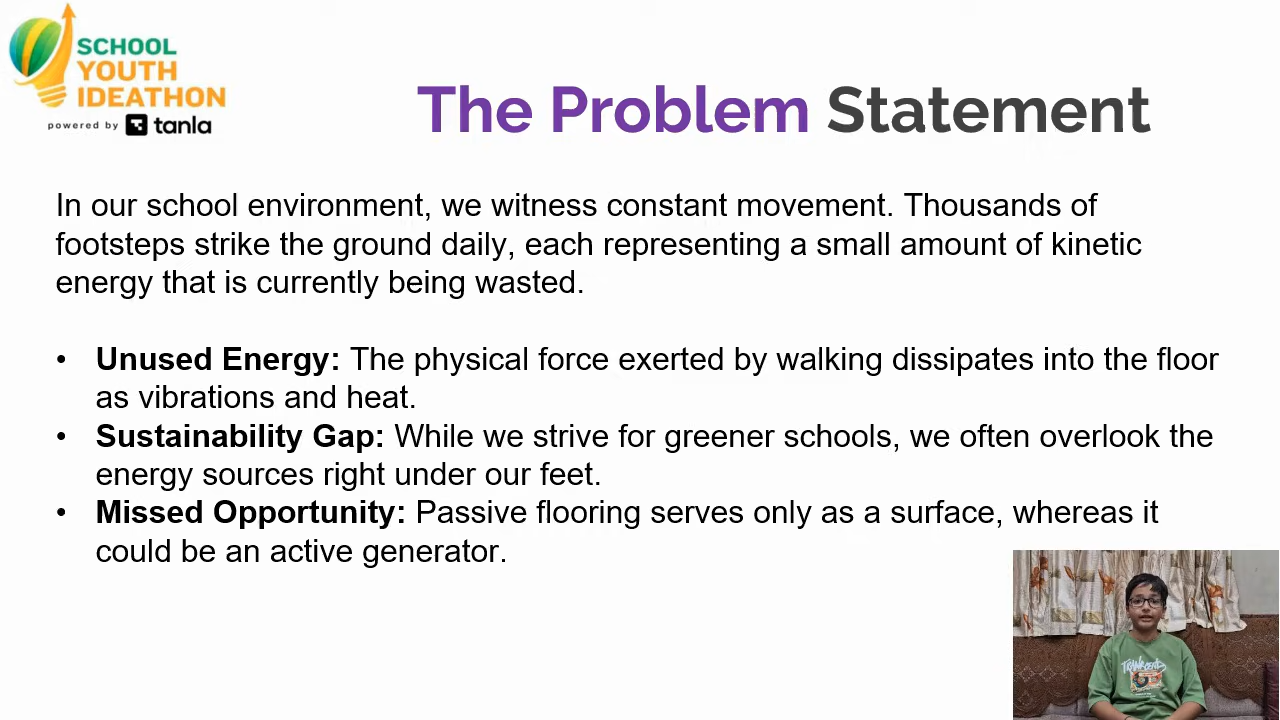 SCHOOL
YOUTH
IDEATHON
powered by tanla
The Problem Statement
In our school environment, we witness constant movement. Thousands of
footsteps strike the ground daily, each representing a small amount of kinetic
energy that is currently being wasted.
• Unused Energy: The physical force exerted by walking dissipates into the floor
as vibrations and heat.
• Sustainability Gap: While we strive for greener schools, we often overlook the
energy sources right under our feet.
• Missed Opportunity: Passive flooring serves only as a surface, whereas it
could be an active generator.